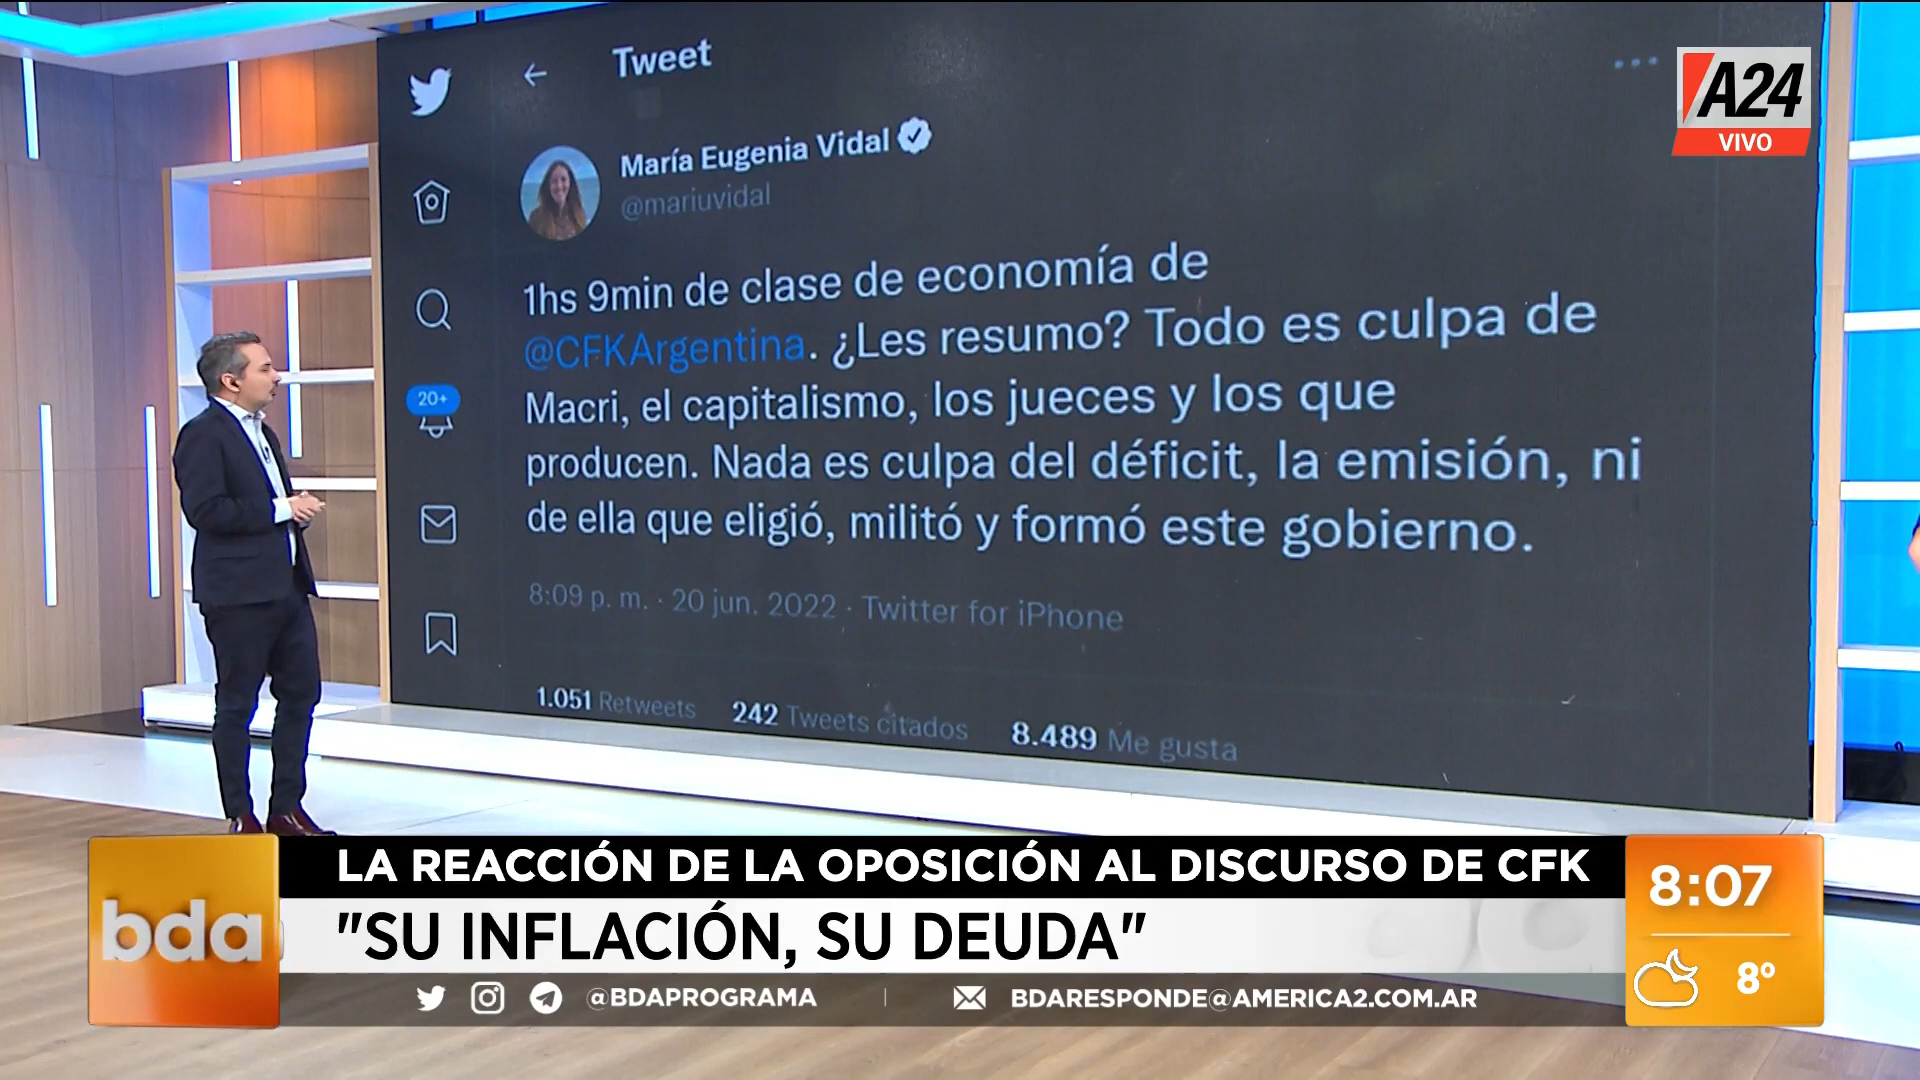 Tweet
María Eugenia Vidal
@mariuvidal
1hs 9min de clase de economía de
@CFKArgentina. ¿Les resumo? Todo es culpa de
Macri, el capitalismo, los jueces y los que
producen. Nada es culpa del déficit, la emisión, ni
de ella que eligió, militó y formó este gobierno.
8:09 p. m. · 20 jun. 2022 · Twitter for iPhone
1.051 Retweets 242 Tweets citados 8.489 Me gusta
20+
A24
VIVO
LA REACCIÓN DE LA OPOSICIÓN AL DISCURSO DE CFK
"SU INFLACIÓN, SU DEUDA"
bda
@BDAPROGRAMA | BDARESPONDE@AMERICA2.COM.AR
8:07
8°